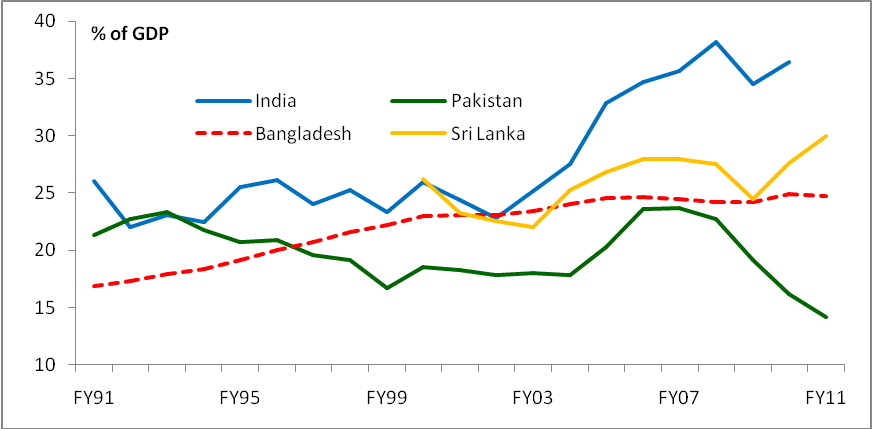 40
% of GDP
35
India
Pakistan
30
Bangladesh
Sri Lanka
25
20
15
10
FY91 FY95 FY99 FY03 FY07 FY11